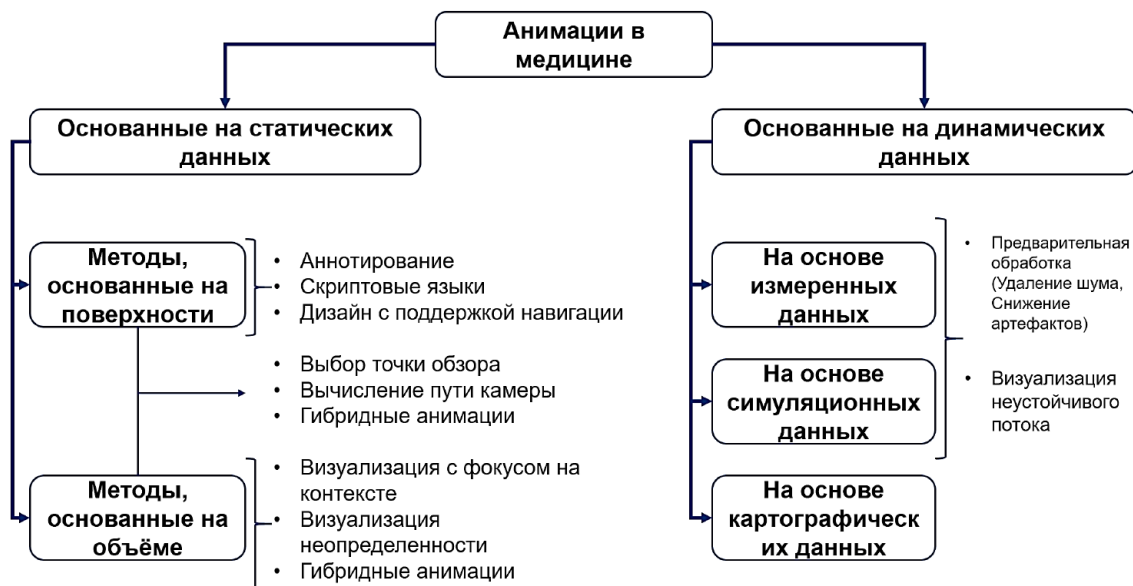 Анимации в
медицине
Основанные на статических
данных
Методы,
основанные на
поверхности
• Аннотирование
• Скриптовые языки
• Дизайн с поддержкой навигации
• Выбор точки обзора
• Вычисление пути камеры
• Гибридные анимации
Методы,
основанные на
объёме
• Визуализация с фокусом на
контексте
• Визуализация
неопределенности
• Гибридные анимации
Основанные на динамических
данных
На основе
измеренных
данных
На основе
симуляционных
данных
• Предварительная
обработка
(Удаление шума,
Снижение
артефактов)
• Визуализация
неустойчивого
потока
На основе
картографическ
их данных